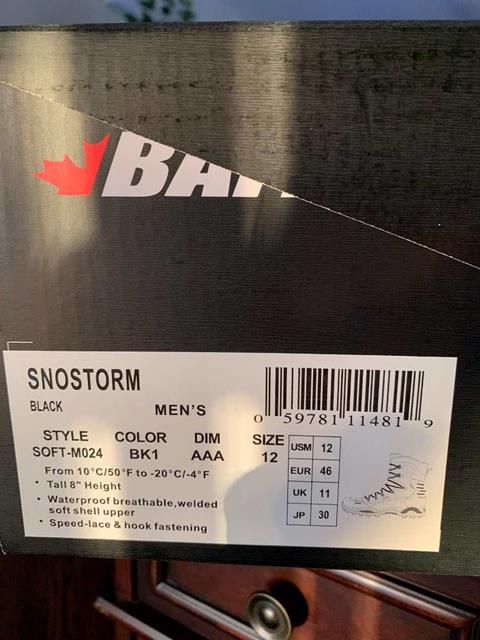 BA
SNOSTORM
BLACK MEN'S
STYLE COLOR DIM SIZE
SOFT-M024 BK1 AAA 12
From 10°C/50°F to -20°C/-4°F
• Tall 8" Height
• Waterproof breathable,welded
soft shell upper
• Speed-lace & hook fastening
0 59781 11481 9
USM 12
EUR 46
UK 11
JP 30